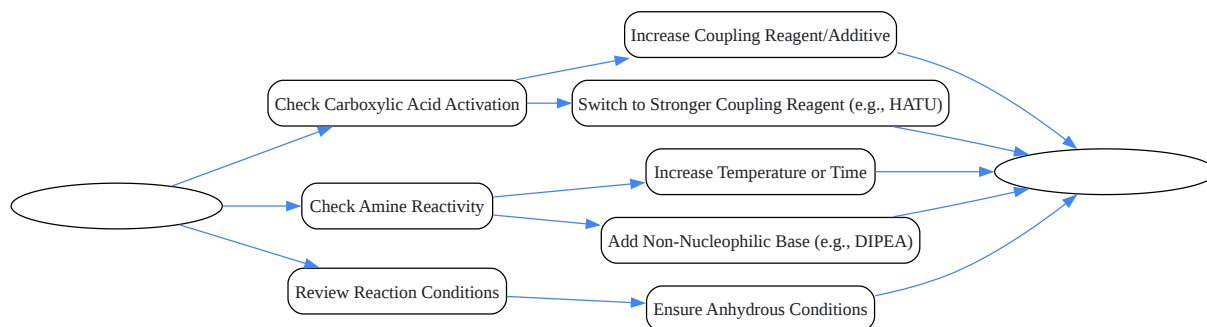 Increase Coupling Reagent/Additive
Check Carboxylic Acid Activation
Switch to Stronger Coupling Reagent (e.g., HATU)
Increase Temperature or Time
Check Amine Reactivity
Add Non-Nucleophilic Base (e.g., DIPEA)
Review Reaction Conditions
Ensure Anhydrous Conditions